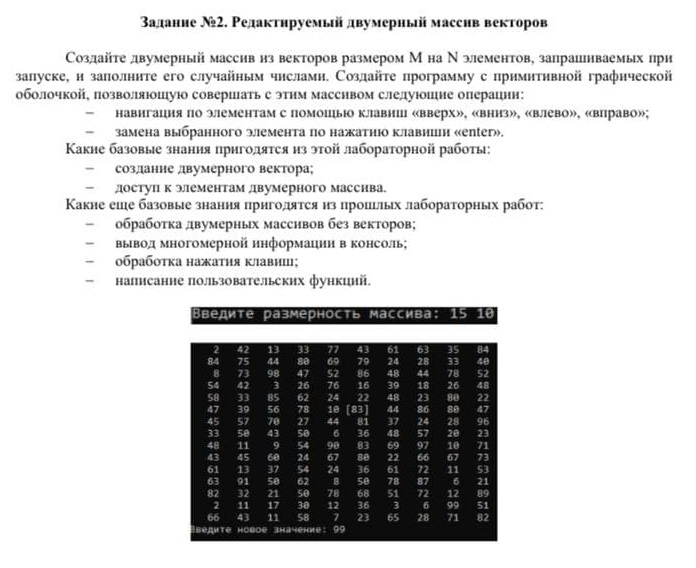 Задание №2. Редактируемый двумерный массив векторов
Создайте двумерный массив из векторов размером M на N элементов, запрашиваемых при
запуске, и заполните его случайным числами. Создайте программу с примитивной графической
оболочкой, позволяющую совершать с этим массивом следующие операции:
– навигация по элементам с помощью клавиш «вверх», «вниз», «влево», «вправо»;
– замена выбранного элемента по нажатию клавиши «enter».
Какие базовые знания пригодятся из этой лабораторной работы:
– создание двумерного вектора;
– доступ к элементам двумерного массива.
Какие еще базовые знания пригодятся из прошлых лабораторных работ:
– обработка двумерных массивов без векторов;
– вывод многомерной информации в консоль;
– обработка нажатия клавиш;
– написание пользовательских функций.
Введите размерность массива: 15 10
2 42 13 33 77 43 61 63 35 84
84 75 44 80 69 79 24 28 33 40
8 73 98 47 52 86 48 44 78 52
54 42 3 26 76 16 39 18 26 48
58 33 85 62 24 22 48 23 80 22
47 39 56 78 10 [83] 44 86 80 47
45 57 70 27 44 81 37 24 28 96
33 50 43 50 6 36 48 57 20 23
48 11 9 54 90 83 69 97 10 71
43 45 60 24 67 80 22 66 67 73
61 13 37 54 24 36 61 72 11 53
63 91 50 62 8 50 78 87 6 21
82 32 21 50 78 68 51 72 12 89
2 11 17 30 12 36 3 6 99 51
66 43 11 58 7 23 65 28 71 82
Введите новое значение: 99